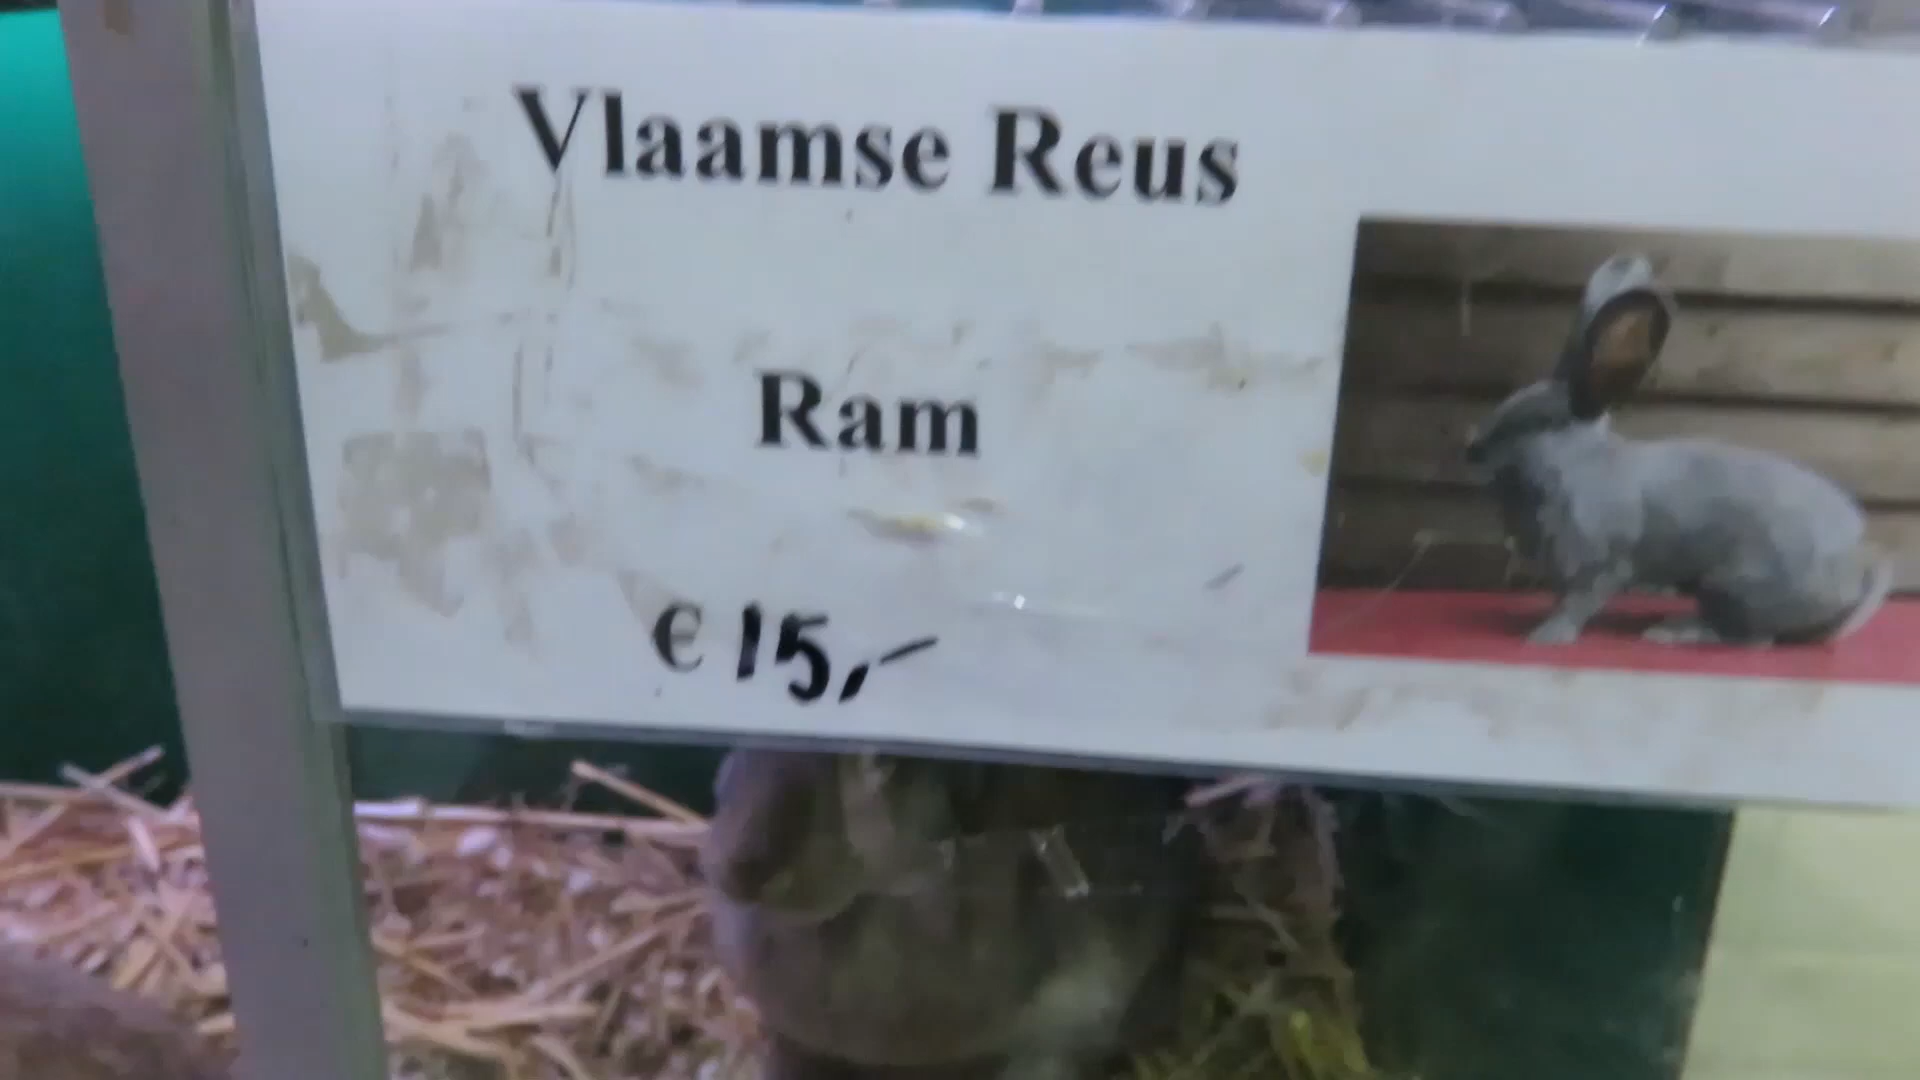 Vlaamse Reus
Ram
€ 15,-